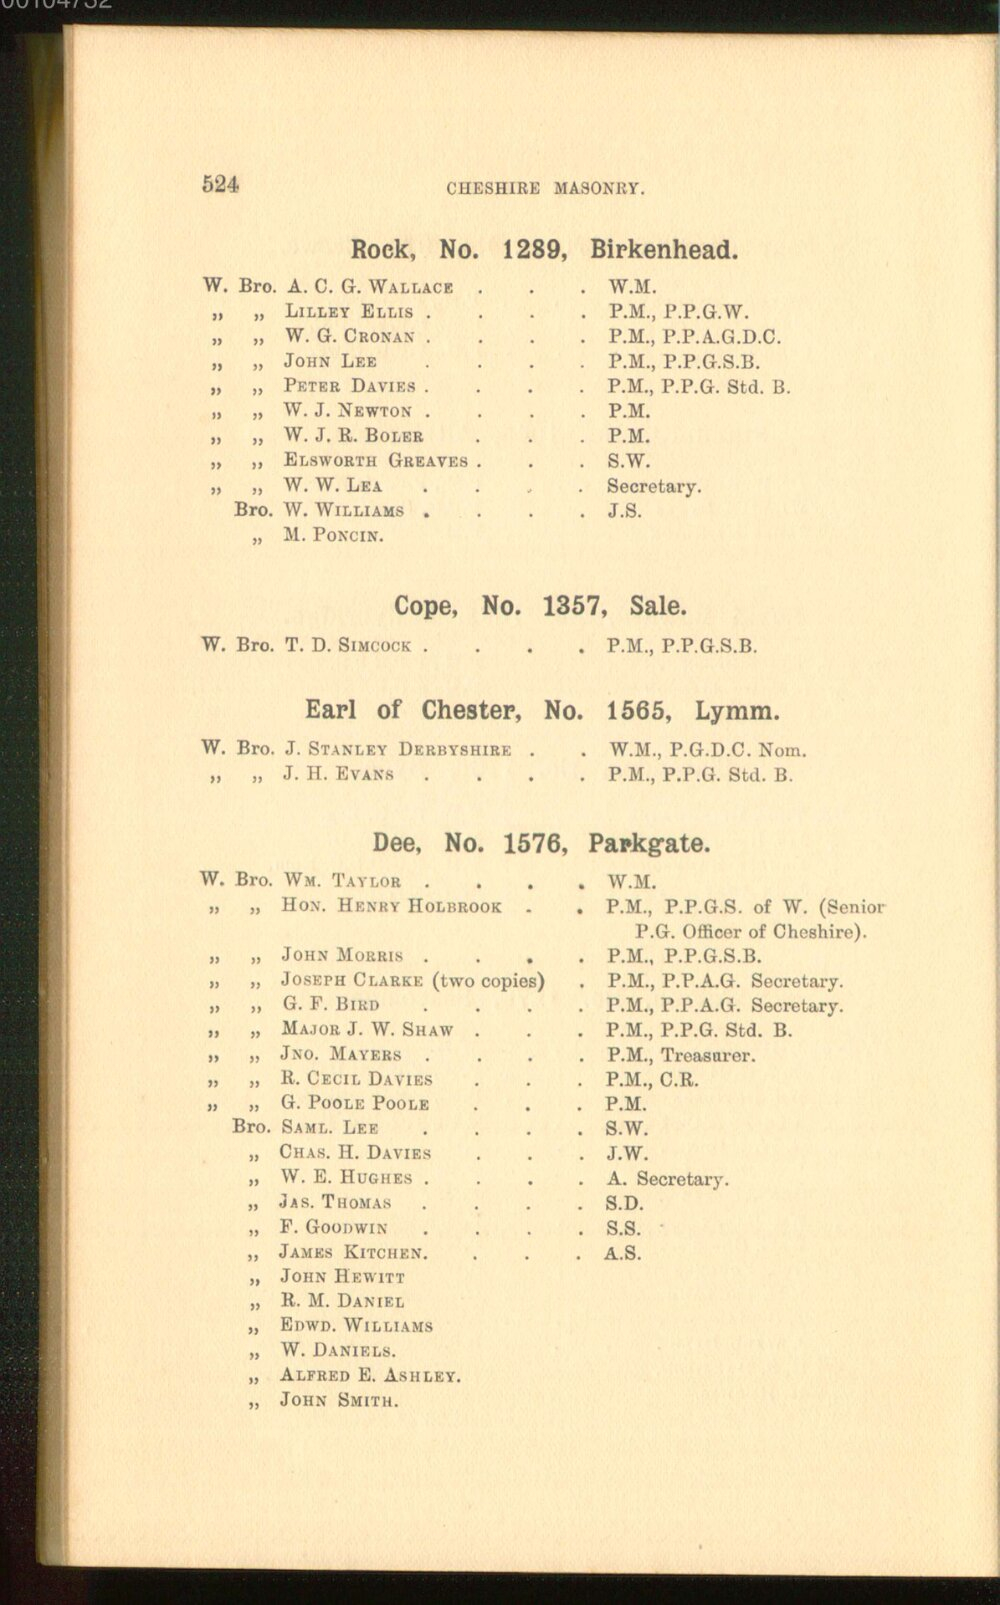 524 CHESHIRE MASONRY.
Rock, No. 1289, Birkenhead.
W. Bro. A. C. G. WALLACE . . . W.M.
„ „ LILLEY ELLIS . . . . P.M., P.P.G.W.
„ „ W. G. CRONAN . . . . P.M., P.P.A.G.D.C.
„ „ JOHN LEE . . . . P.M., P.P.G.S.B.
„ „ PETER DAVIES . . . . P.M., P.P.G. Std. B.
„ „ W. J. NEWTON . . . . P.M.
„ „ W. J. R. BOLER . . . P.M.
„ „ ELSWORTH GREAVES . . . S.W.
„ „ W. W. LEA . . . . Secretary.
Bro. W. WILLIAMS . . . . J.S.
„ M. PONCIN.
Cope, No. 1357, Sale.
W. Bro. T. D. SIMCOCK . . . . P.M., P.P.G.S.B.
Earl of Chester, No. 1565, Lymm.
W. Bro. J. STANLEY DERBYSHIRE . . W.M., P.G.D.C. Nom.
„ „ J. H. EVANS . . . . P.M., P.P.G. Std. B.
Dee, No. 1576, Parkgate.
W. Bro. WM. TAYLOR . . . . W.M.
„ „ HON. HENRY HOLBROOK . . P.M., P.P.G.S. of W. (Senior
P.G. Officer of Cheshire).
„ „ JOHN MORRIS . . . . P.M., P.P.G.S.B.
„ „ JOSEPH CLARKE (two copies) . P.M., P.P.A.G. Secretary.
„ „ G. F. BIRD . . . . P.M., P.P.A.G. Secretary.
„ „ MAJOR J. W. SHAW . . . P.M., P.P.G. Std. B.
„ „ JNO. MAYERS . . . . P.M., Treasurer.
„ „ R. CECIL DAVIES . . . P.M., C.R.
„ „ G. POOLE POOLE . . . P.M.
Bro. SAML. LEE . . . . S.W.
„ CHAS. H. DAVIES . . . J.W.
„ W. E. HUGHES . . . . A. Secretary.
„ JAS. THOMAS . . . . S.D.
„ F. GOODWIN . . . . S.S.
„ JAMES KITCHEN. . . . A.S.
„ JOHN HEWITT
„ R. M. DANIEL
„ EDWD. WILLIAMS
„ W. DANIELS.
„ ALFRED E. ASHLEY.
„ JOHN SMITH.